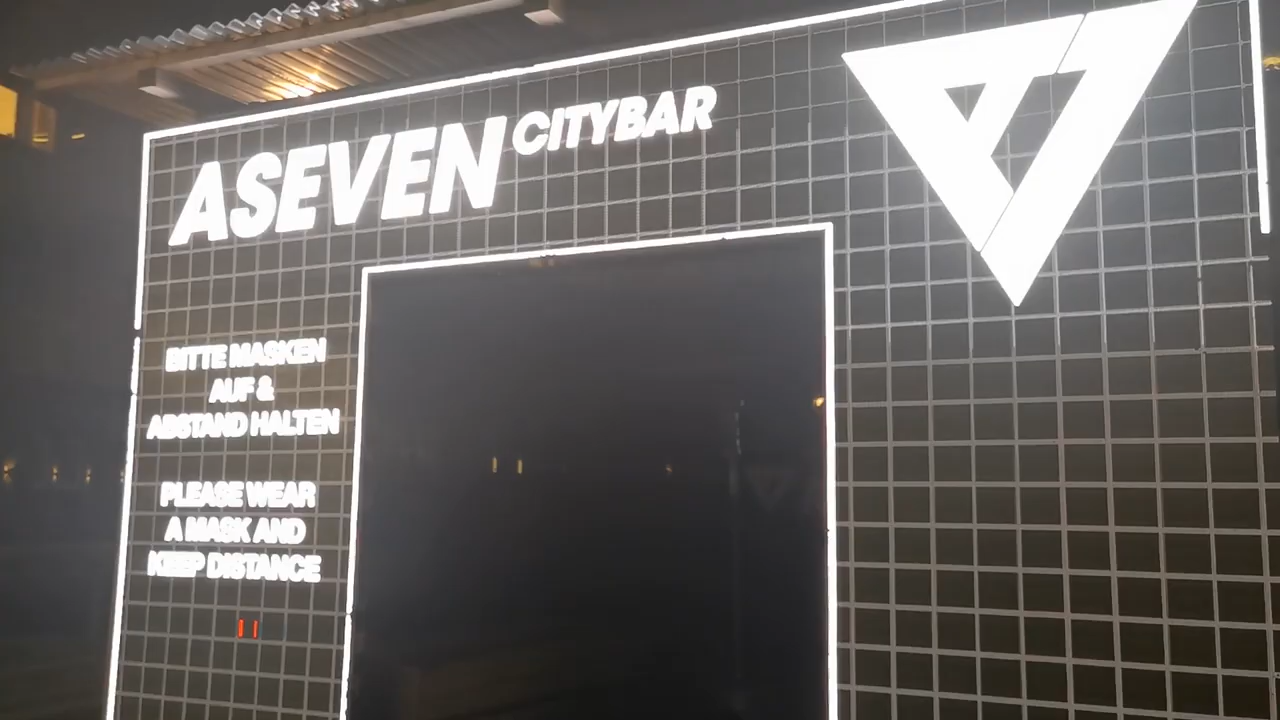 ASEVEN CITYBAR
BITTE MASKEN
AUF &
ABSTAND HALTEN
PLEASE WEAR
A MASK AND
KEEP DISTANCE